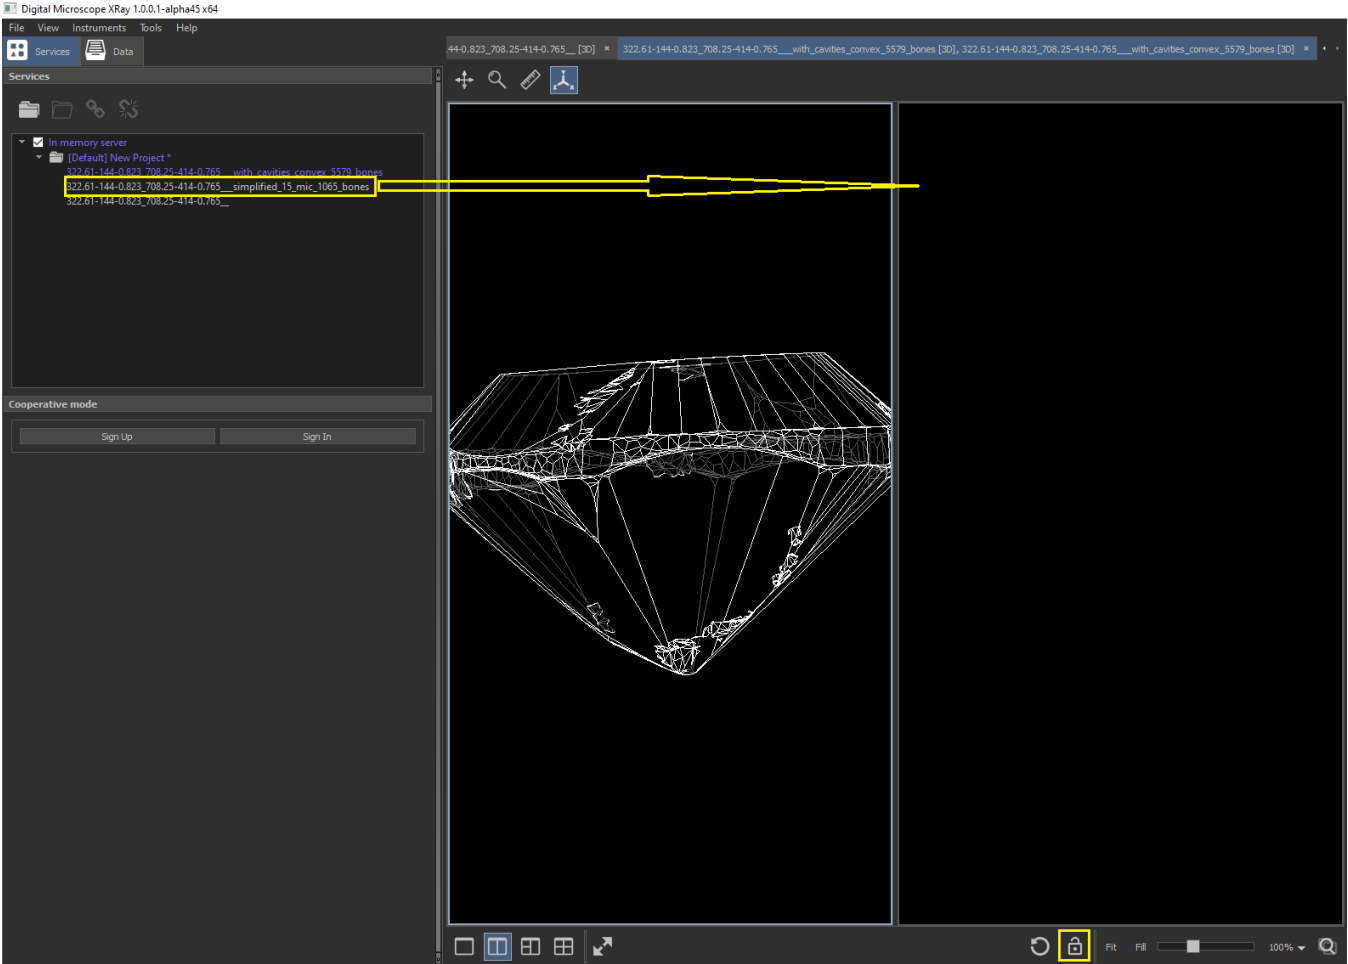 Digital Microscope XRay 1.0.0.1-alpha45 x64
File View Instruments Tools Help
Services Data
44-0.823_708.25-414-0.765__ [3D] × 322.61-144-0.823_708.25-414-0.765___with_cavities_convex_5579_bones [3D], 322.61-144-0.823_708.25-414-0.765___with_cavities_convex_5579_bones [3D] ×
Services
In memory server
[Default] New Project *
322.61-144-0.823_708.25-414-0.765___with_cavities_convex_5579_bones
322.61-144-0.823_708.25-414-0.765__simplified_15_mic_1065_bones
322.61-144-0.823_708.25-414-0.765__
Cooperative mode
Sign Up Sign In
Fit Fill 100%